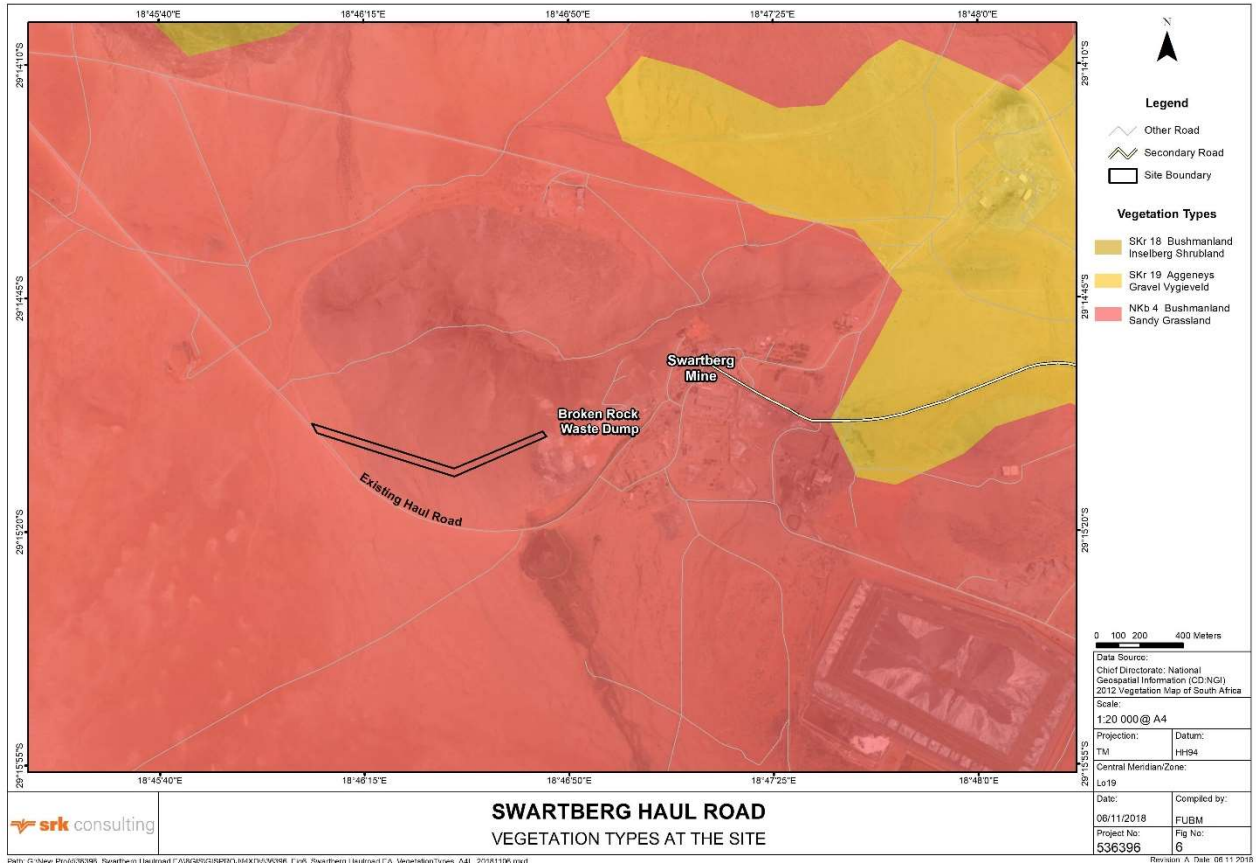 18°45'40"E 18°46'15"E 18°46'50"E 18°47'25"E 18°48'0"E
29°14'10"S
29°14'45"S
29°15'20"S
29°15'55"S
29°14'10"S
29°14'45"S
29°15'20"S
29°15'55"S
Swartberg
Mine
Broken Rock
Waste Dump
Existing Haul Road
18°45'40"E 18°46'15"E 18°46'50"E 18°47'25"E 18°48'0"E
N
Legend
Other Road
Secondary Road
Site Boundary
Vegetation Types
SKr 18 Bushmanland
Inselberg Shrubland
SKr 19 Aggeneys
Gravel Vygieveld
NKb 4 Bushmanland
Sandy Grassland
0 100 200 400 Meters
Data Source:
Chief Directorate: National
Geospatial Information (CD:NGI)
2012 Vegetation Map of South Africa
Scale:
1:20 000@ A4
Projection: Datum:
TM HH94
Central Meridian/Zone:
Lo19
Date: Compiled by:
06/11/2018 FUBM
Project No: Fig No:
536396 6
srk consulting
SWARTBERG HAUL ROAD
VEGETATION TYPES AT THE SITE
Revision: A Date: 06 11 2018